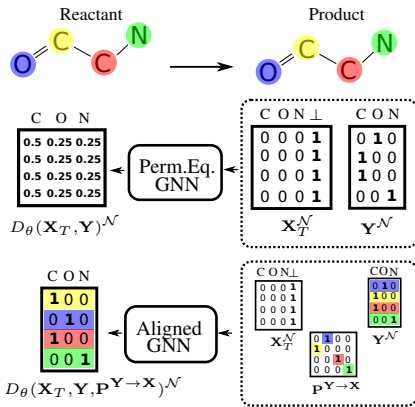 Reactant
Product
O C C N
O C C N
C O N
0.5 0.25 0.25
0.5 0.25 0.25
0.5 0.25 0.25
0.5 0.25 0.25
D_θ(X_T, Y)^𝒩
Perm.Eq.
GNN
C O N ⊥
0 0 0 1
0 0 0 1
0 0 0 1
0 0 0 1
X_T^𝒩
C O N
0 1 0
1 0 0
1 0 0
0 0 1
Y^𝒩
C O N
1 0 0
0 1 0
1 0 0
0 0 1
D_θ(X_T, Y, P^{Y→X})^𝒩
Aligned
GNN
C O N ⊥
0 0 0 1
0 0 0 1
0 0 0 1
0 0 0 1
X_T^𝒩
0 1 0 0
1 0 0 0
0 0 1 0
0 0 0 1
P^{Y→X}
CON
0 1 0
1 0 0
1 0 0
0 0 1
Y^𝒩